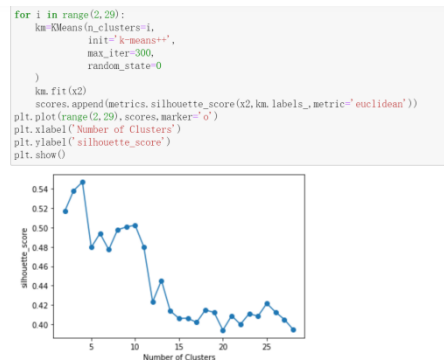 for i in range(2,29):
    km=KMeans(n_clusters=i,
              init='k-means++',
              max_iter=300,
              random_state=0
    )
    km.fit(x2)
    scores.append(metrics.silhouette_score(x2,km.labels_,metric='euclidean'))
plt.plot(range(2,29),scores,marker='o')
plt.xlabel('Number of Clusters')
plt.ylabel('silhouette_score')
plt.show()
0.54
0.52
0.50
0.48
0.46
0.44
0.42
0.40
silhouette_score
5 10 15 20 25
Number of Clusters